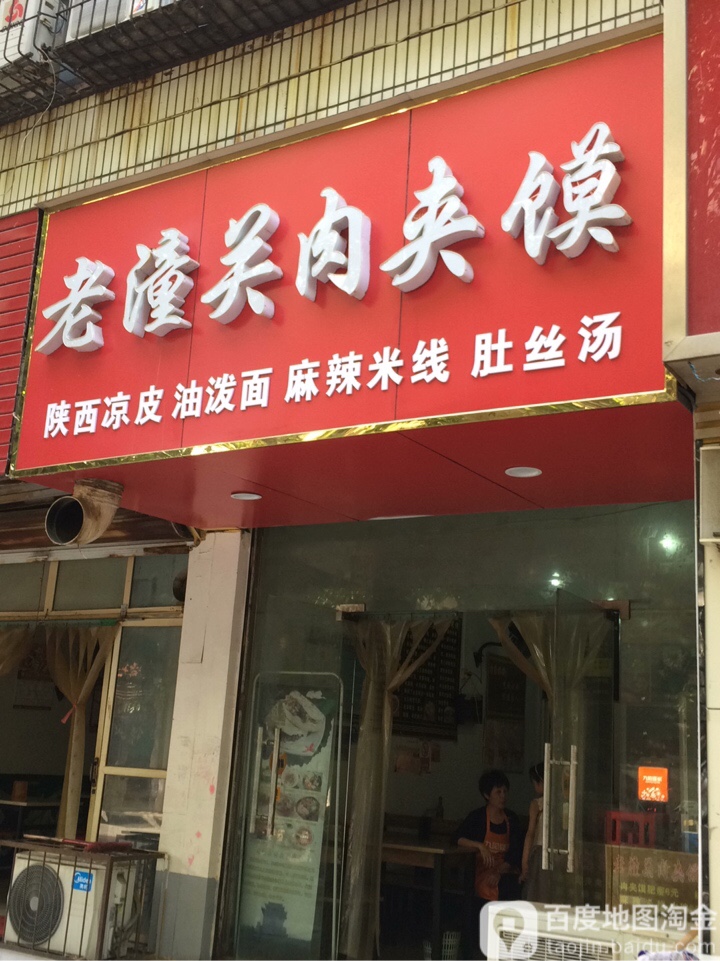 老潼关肉夹馍
陕西凉皮 油泼面 麻辣米线 肚丝汤
Midea
百度地图淘金
taojin.baidu.com